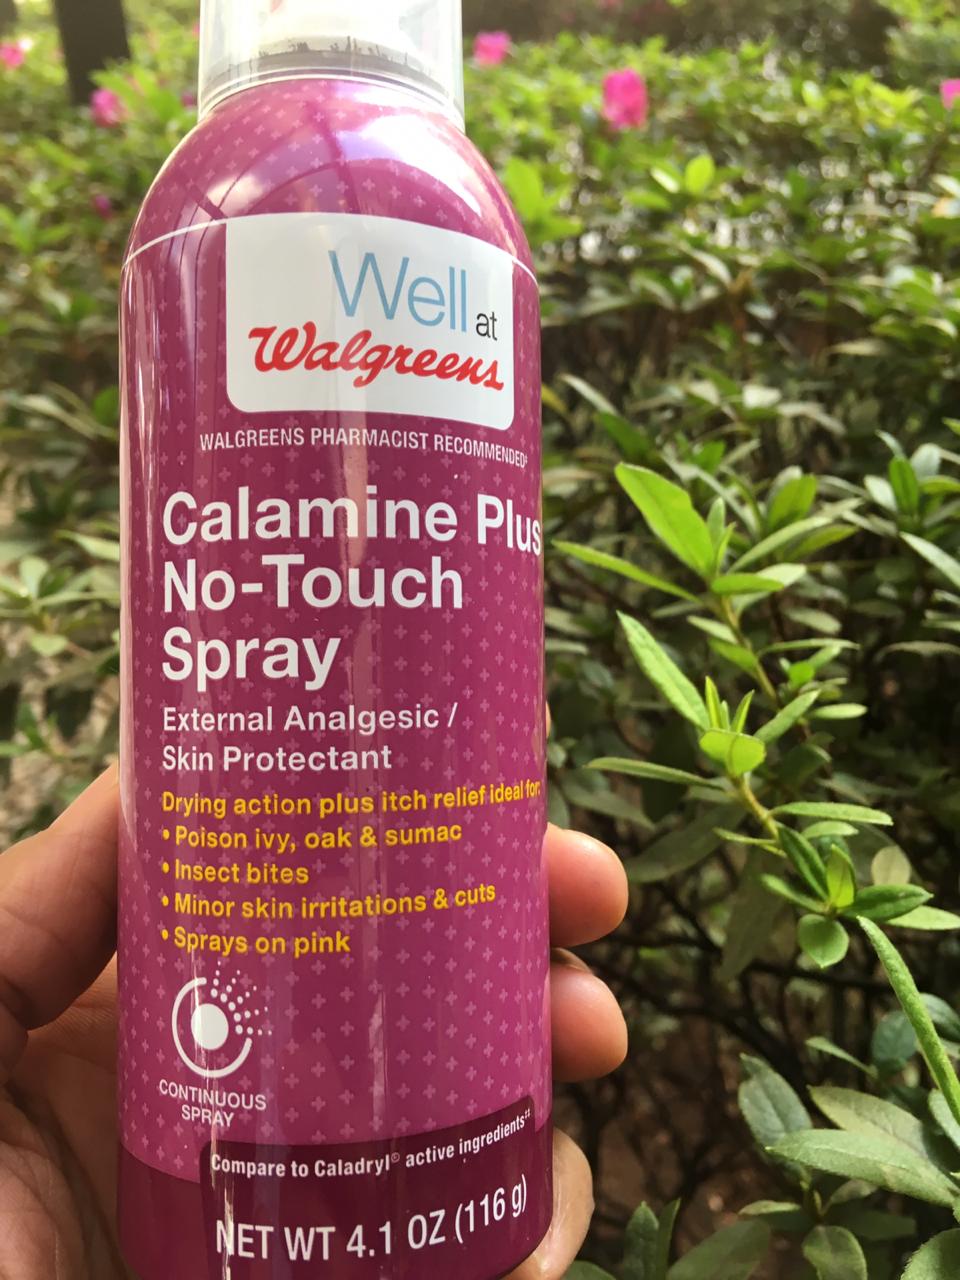 Well at
Walgreens
WALGREENS PHARMACIST RECOMMENDED‡
Calamine Plus
No-Touch
Spray
External Analgesic /
Skin Protectant
Drying action plus itch relief ideal for:
• Poison ivy, oak & sumac
• Insect bites
• Minor skin irritations & cuts
• Sprays on pink
CONTINUOUS
SPRAY
Compare to Caladryl® active ingredients‡‡
NET WT 4.1 OZ (116 g)